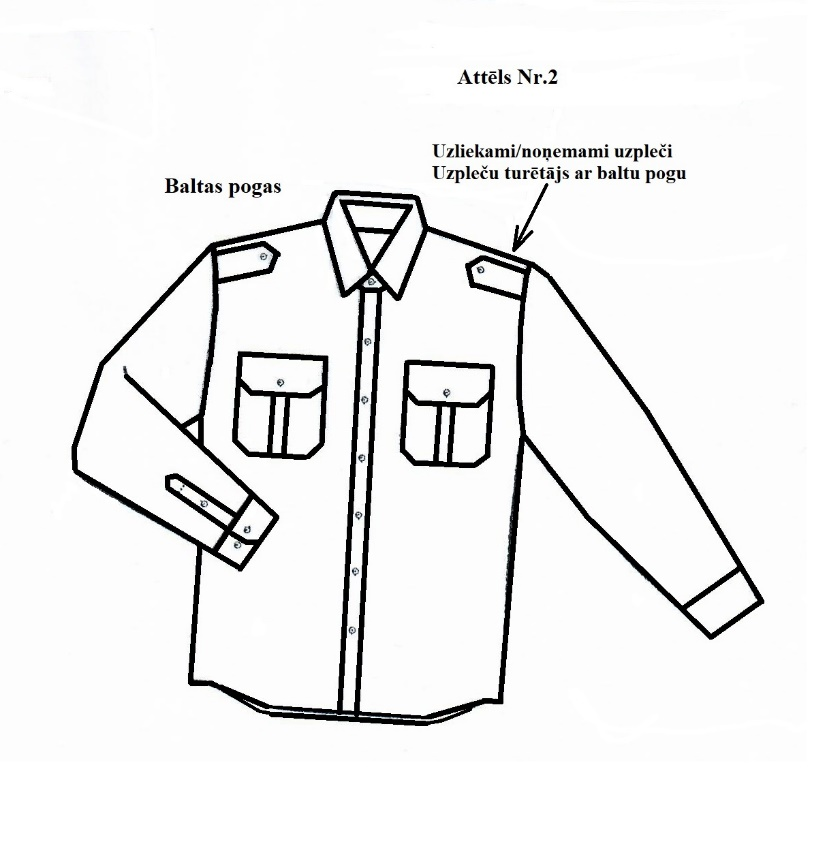 Attēls Nr.2
Uzliekami/noņemami uzpleči
Uzpleču turētājs ar baltu pogu
Baltas pogas